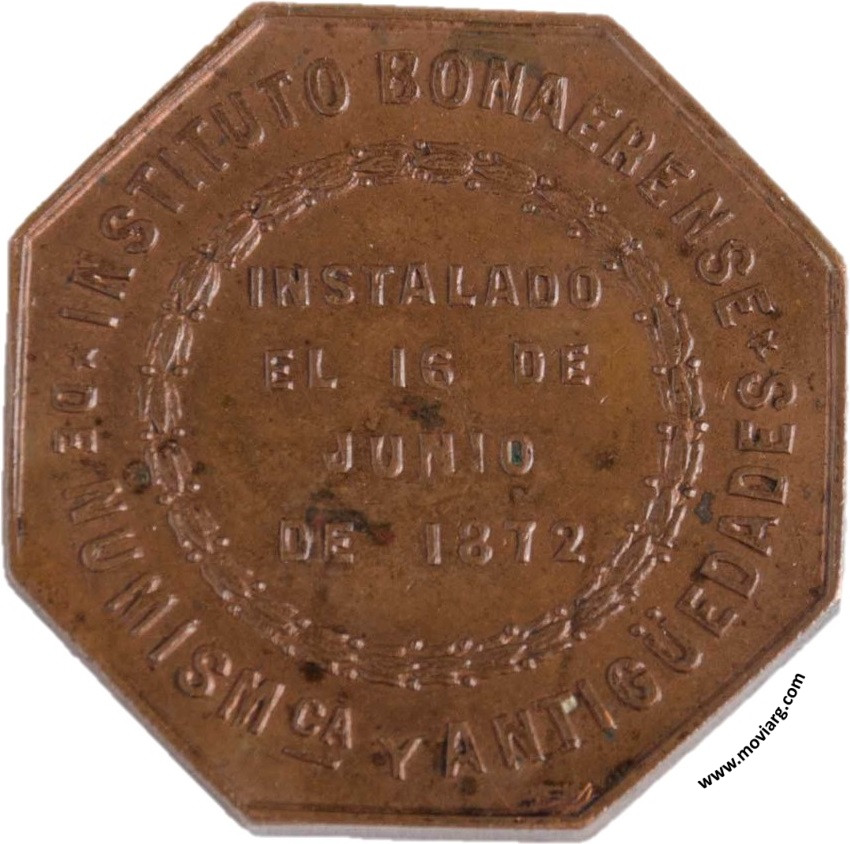 INSTITUTO BONAERENSE
★ DE NUMISMCA Y ANTIGÜEDADES ★
INSTALADO
EL 16 DE
JUNIO
DE 1872
www.moviarg.com